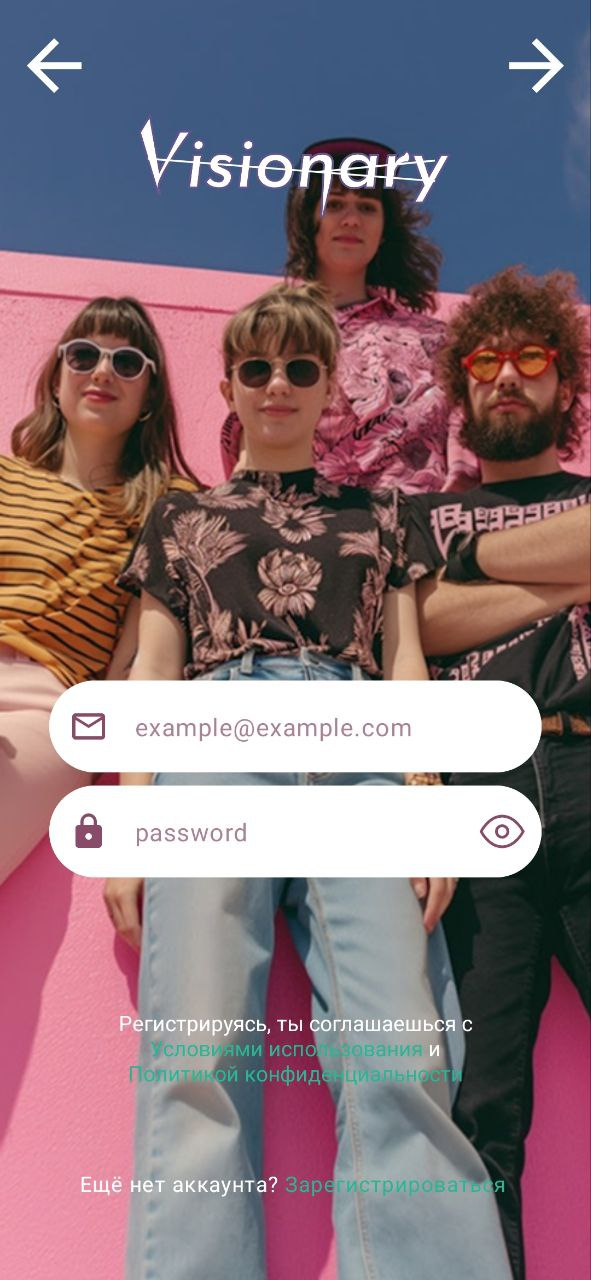 Visionary
example@example.com
password
Регистрируясь, ты соглашаешься с
Условиями использования и
Политикой конфиденциальности
Ещё нет аккаунта? Зарегистрироваться